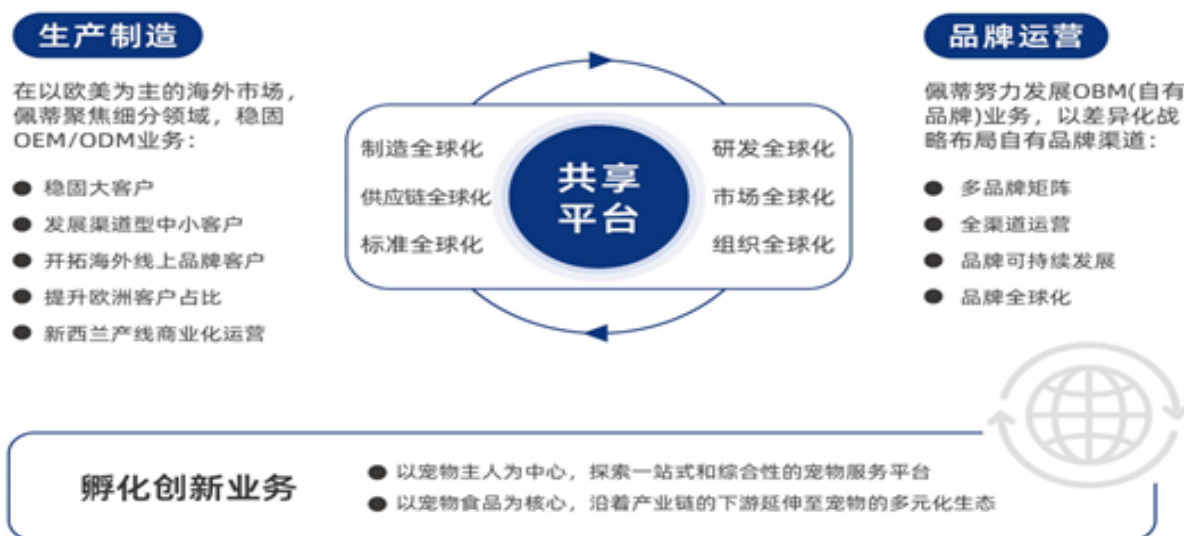 生产制造
在以欧美为主的海外市场，
佩蒂聚焦细分领域，稳固
OEM/ODM业务：
● 稳固大客户
● 发展渠道型中小客户
● 开拓海外线上品牌客户
● 提升欧洲客户占比
● 新西兰产线商业化运营
制造全球化
供应链全球化
标准全球化
共享
平台
研发全球化
市场全球化
组织全球化
品牌运营
佩蒂努力发展OBM(自有
品牌)业务，以差异化战
略布局自有品牌渠道：
● 多品牌矩阵
● 全渠道运营
● 品牌可持续发展
● 品牌全球化
孵化创新业务
● 以宠物主人为中心，探索一站式和综合性的宠物服务平台
● 以宠物食品为核心，沿着产业链的下游延伸至宠物的多元化生态